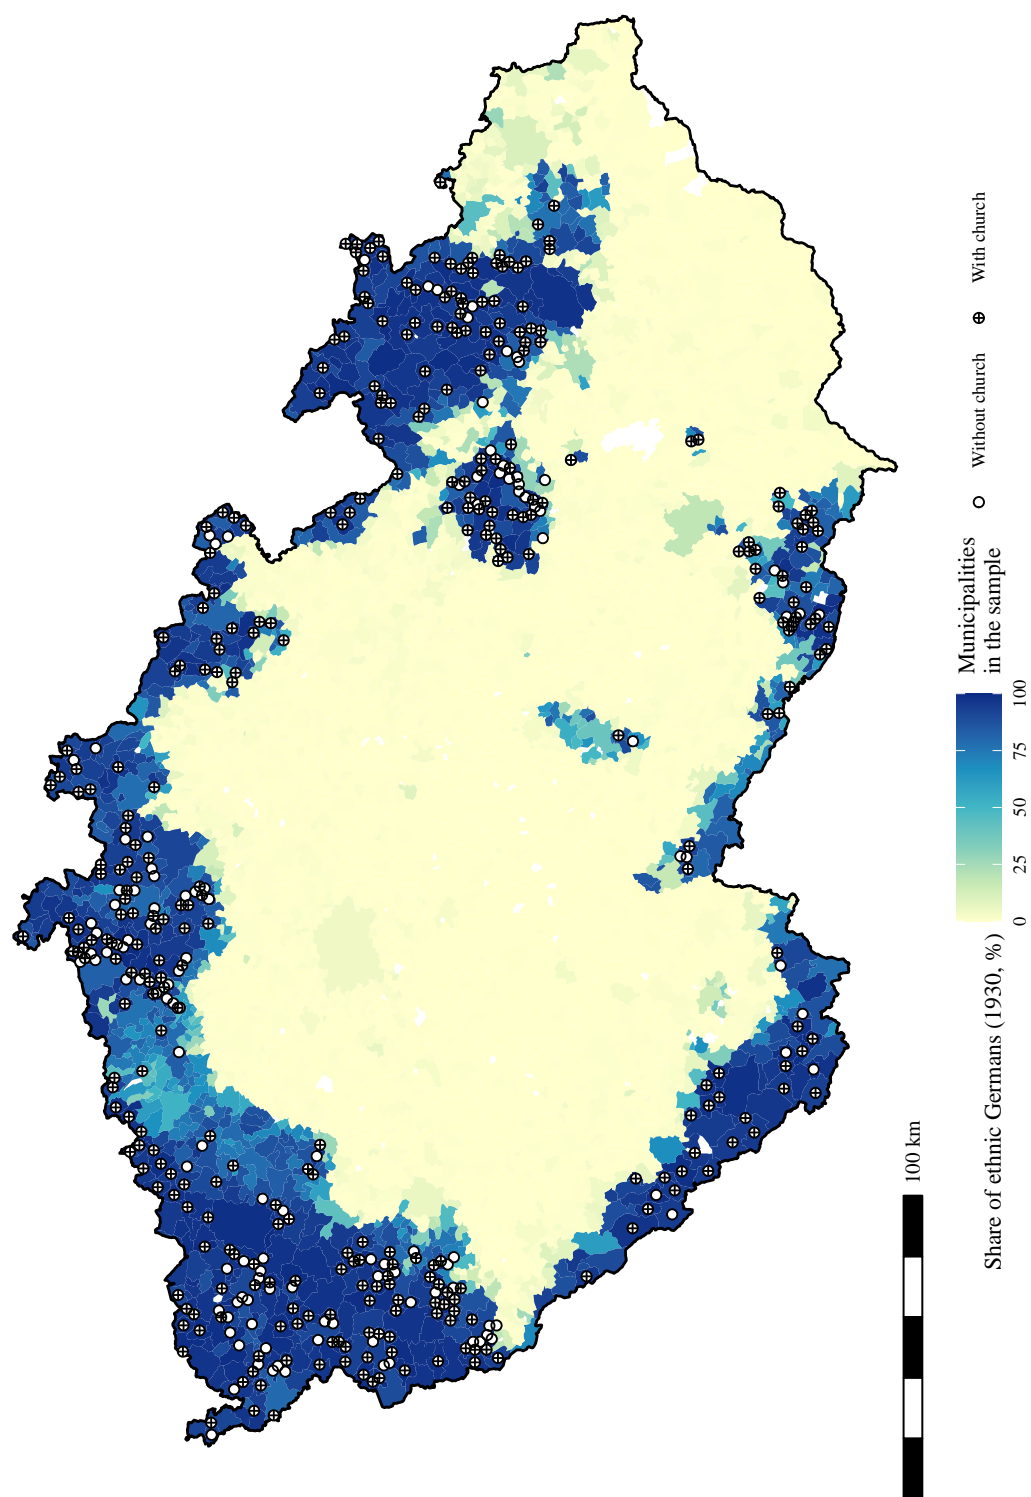 100 km
Share of ethnic Germans (1930, %)
0
25
50
75
100
Municipalities
in the sample
Without church
With church